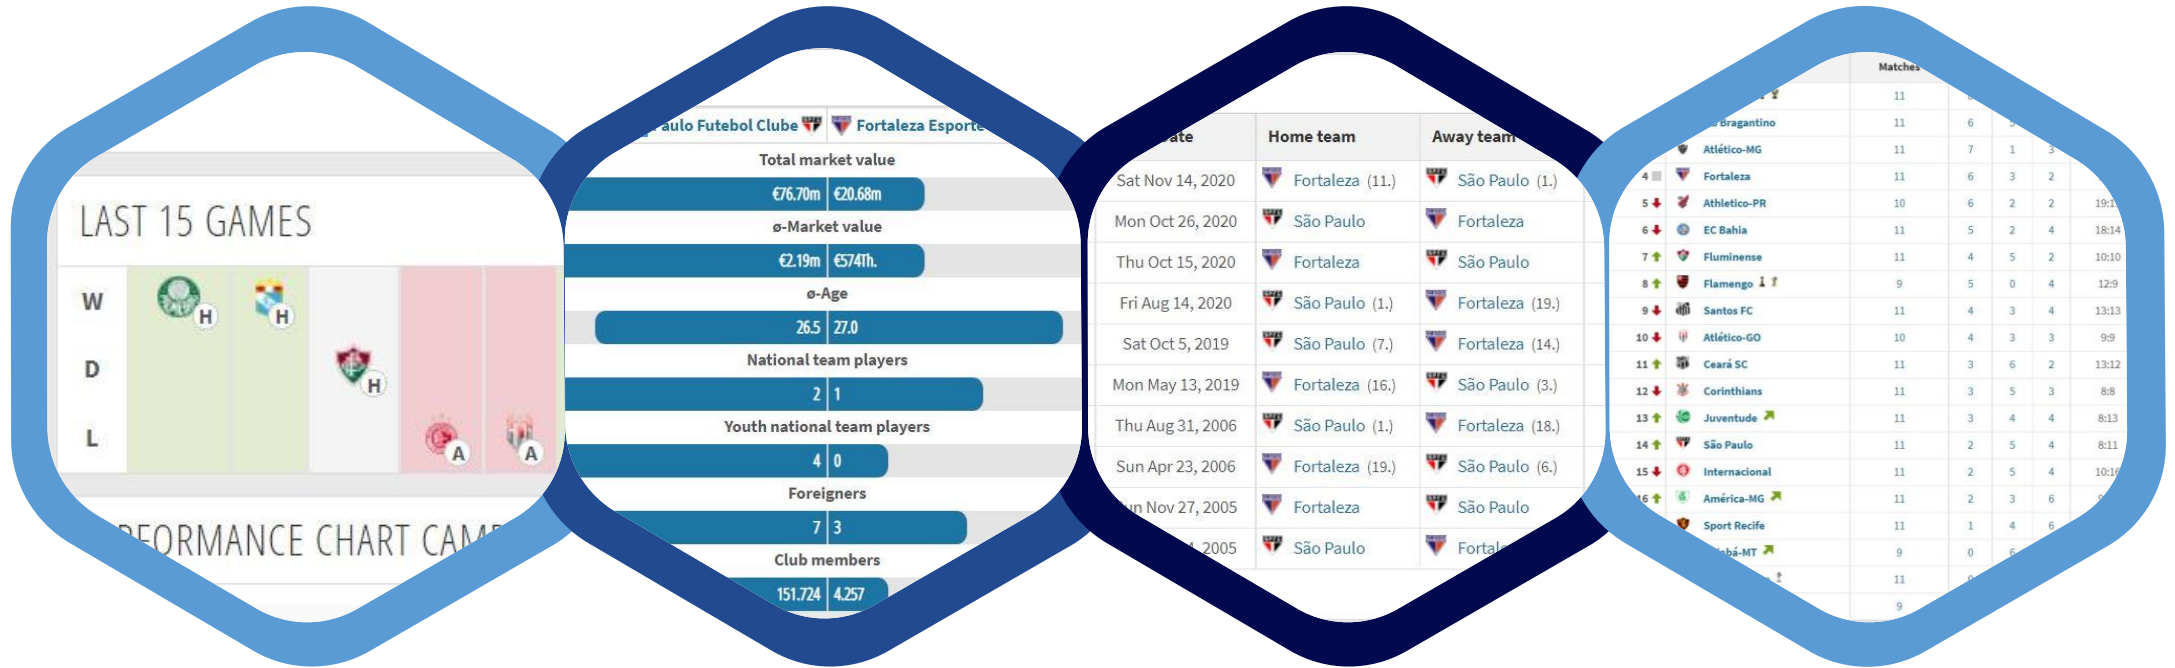 LAST 15 GAMES
W
H
H
D
H
L
A
A
CHART
Futebol Clube Fortaleza
Total market value
€76.70m €20.68m
ø-Market value
€2.19m €574Th.
ø-Age
26.5 27.0
National team players
2 1
Youth national team players
4 0
Foreigners
7 3
Club members
151.724 4.257
Home team Away team
Sat Nov 14, 2020 Fortaleza (11.) São Paulo (1.)
Mon Oct 26, 2020 São Paulo Fortaleza
Thu Oct 15, 2020 Fortaleza São Paulo
Fri Aug 14, 2020 São Paulo (1.) Fortaleza (19.)
Sat Oct 5, 2019 São Paulo (7.) Fortaleza (14.)
Mon May 13, 2019 Fortaleza (16.) São Paulo (3.)
Thu Aug 31, 2006 São Paulo (1.) Fortaleza (18.)
Sun Apr 23, 2006 Fortaleza (19.) São Paulo (6.)
Nov 27, 2005 Fortaleza São Paulo
2005 São Paulo
Matches
11
Bragantino 11 6
Atlético-MG 11 7 1 3
4 Fortaleza 11 6 3 2
5 Athletico-PR 10 6 2 2
6 EC Bahia 11 5 2 4 18:14
7 Fluminense 11 4 5 2 10:10
8 Flamengo 9 5 0 4 12:9
9 Santos FC 11 4 3 4 13:13
10 Atlético-GO 10 4 3 3 9:9
11 Ceará SC 11 3 6 2 13:12
12 Corinthians 11 3 5 3 8:8
13 Juventude 11 3 4 4 8:13
14 São Paulo 11 2 5 4 8:11
15 Internacional 11 2 5 4
América-MG 11 2 3 6
Sport Recife 11 1 4 6
9 0
11
9